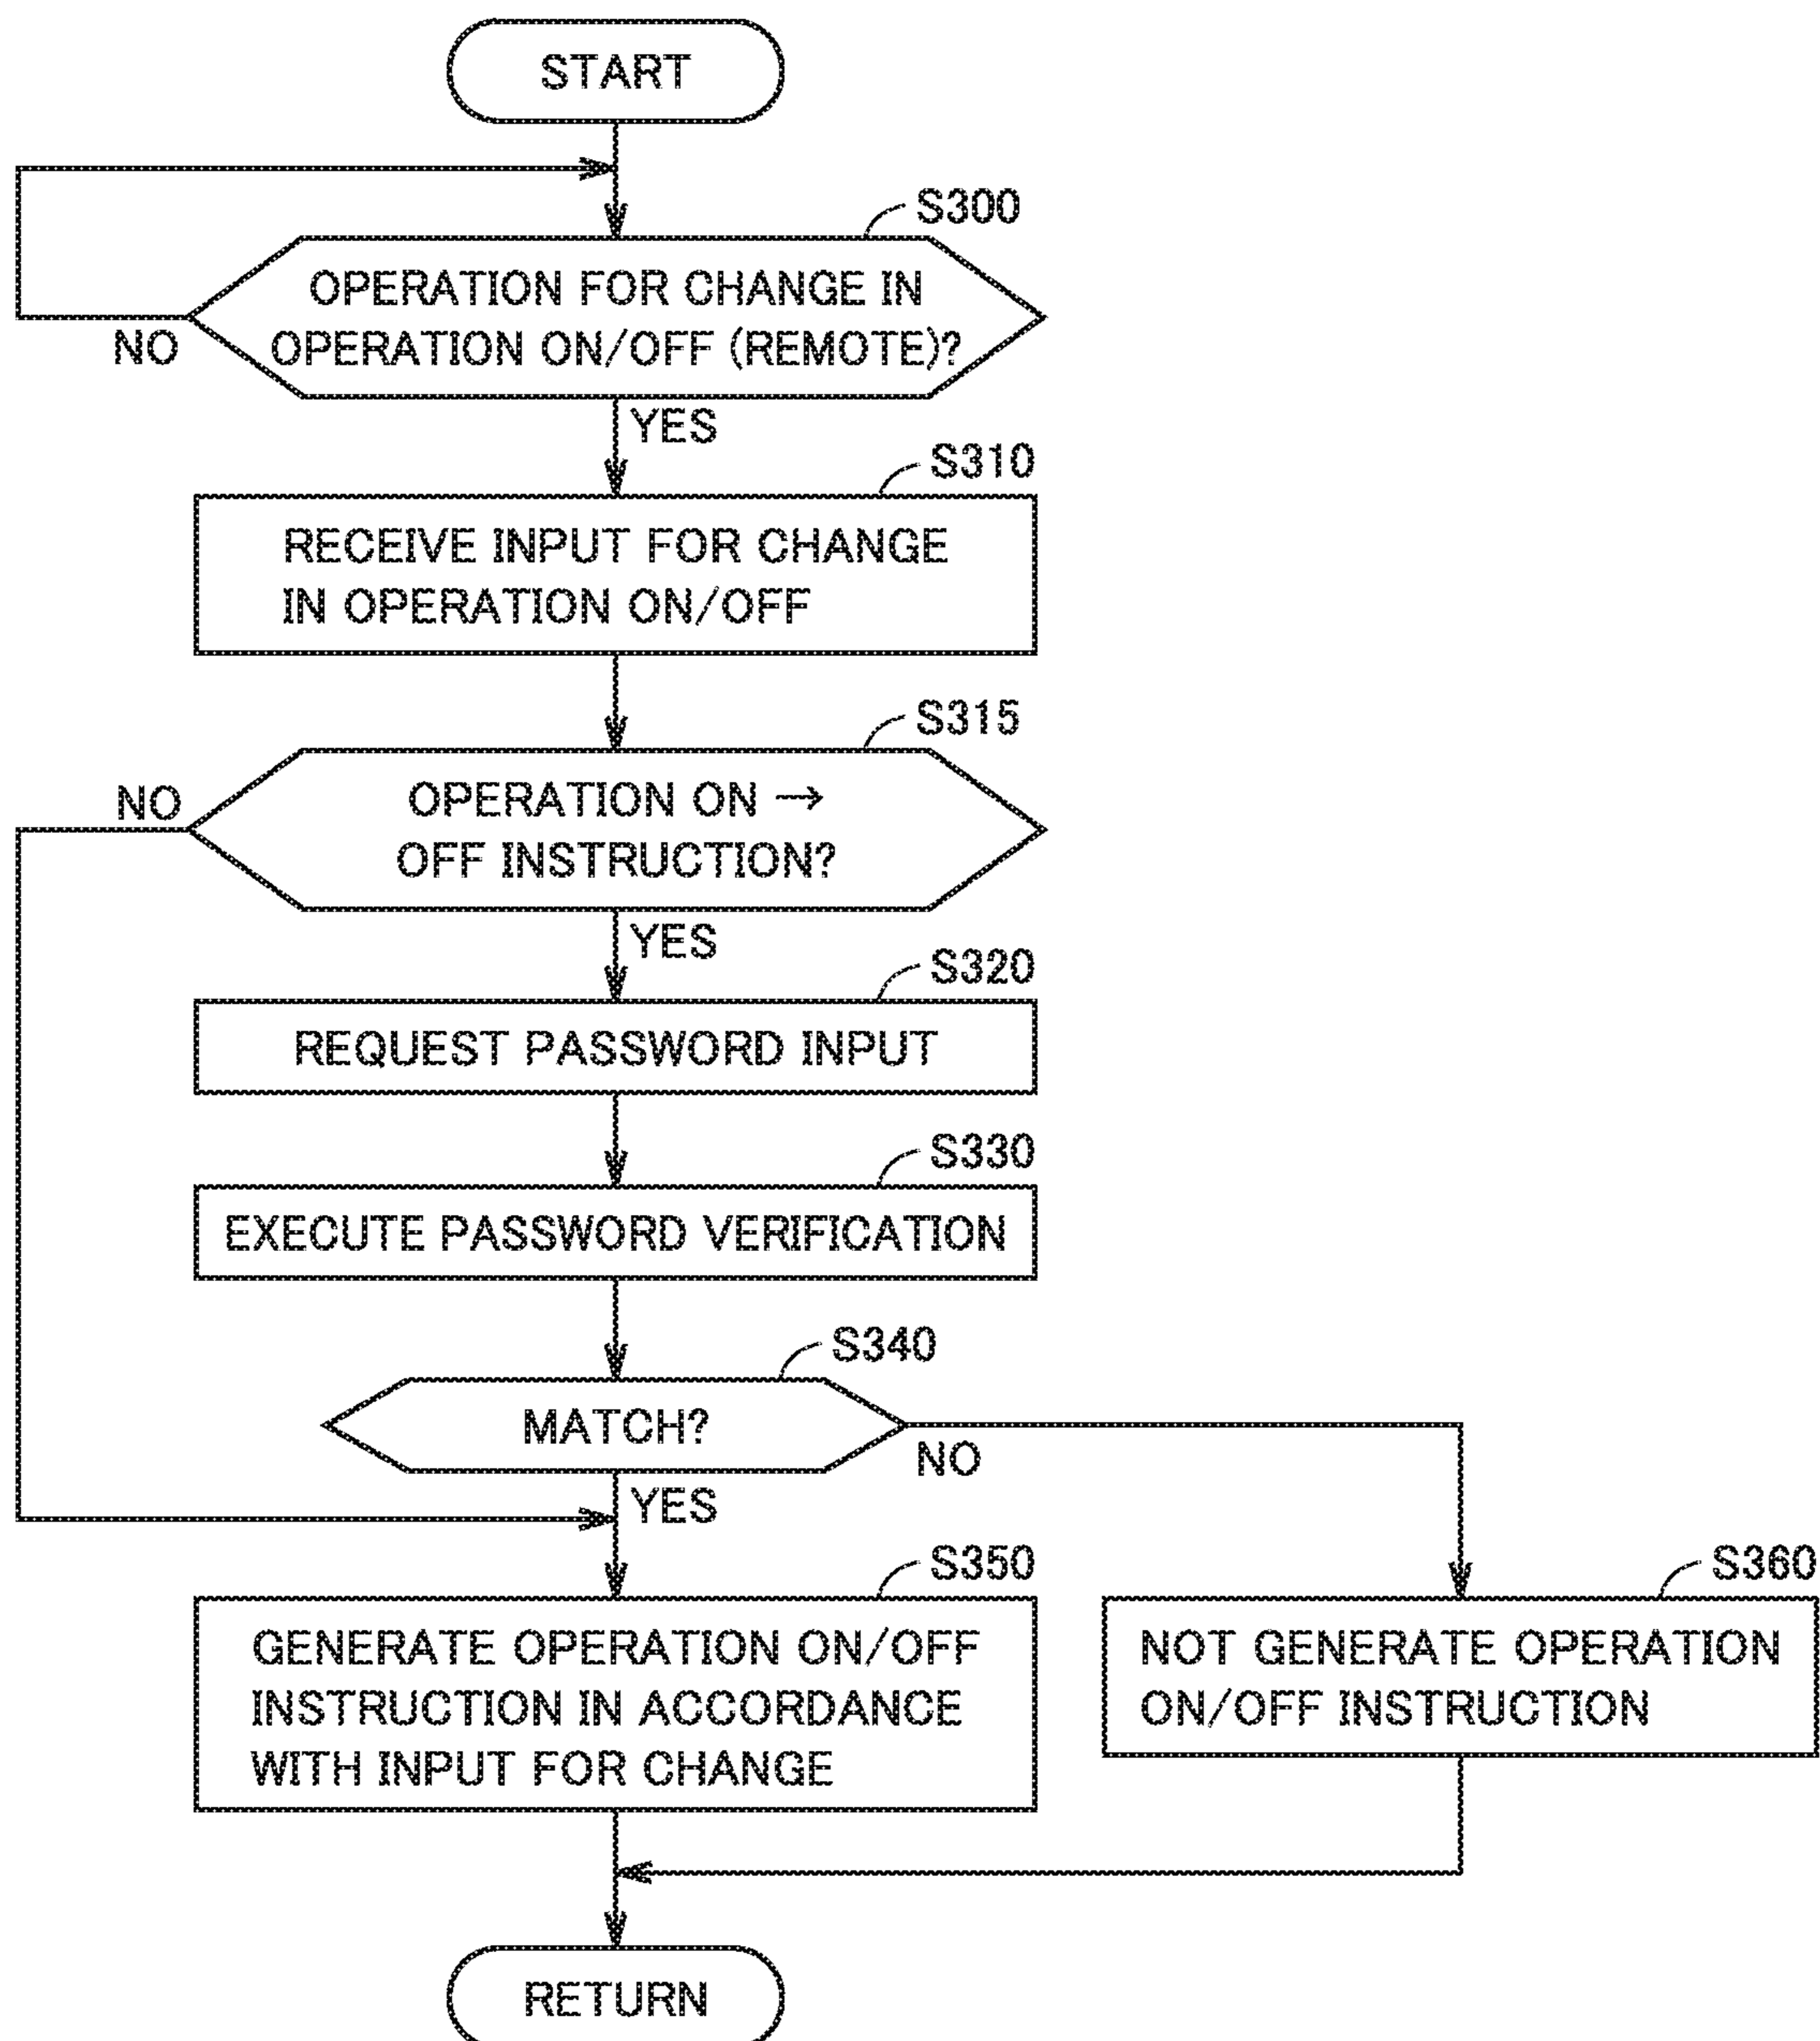 START
S300
OPERATION FOR CHANGE IN
OPERATION ON/OFF (REMOTE)?
NO
YES
S310
RECEIVE INPUT FOR CHANGE
IN OPERATION ON/OFF
S315
NO
OPERATION ON →
OFF INSTRUCTION?
YES
S320
REQUEST PASSWORD INPUT
S330
EXECUTE PASSWORD VERIFICATION
S340
MATCH?
NO
YES
S350
GENERATE OPERATION ON/OFF
INSTRUCTION IN ACCORDANCE
WITH INPUT FOR CHANGE
S360
NOT GENERATE OPERATION
ON/OFF INSTRUCTION
RETURN